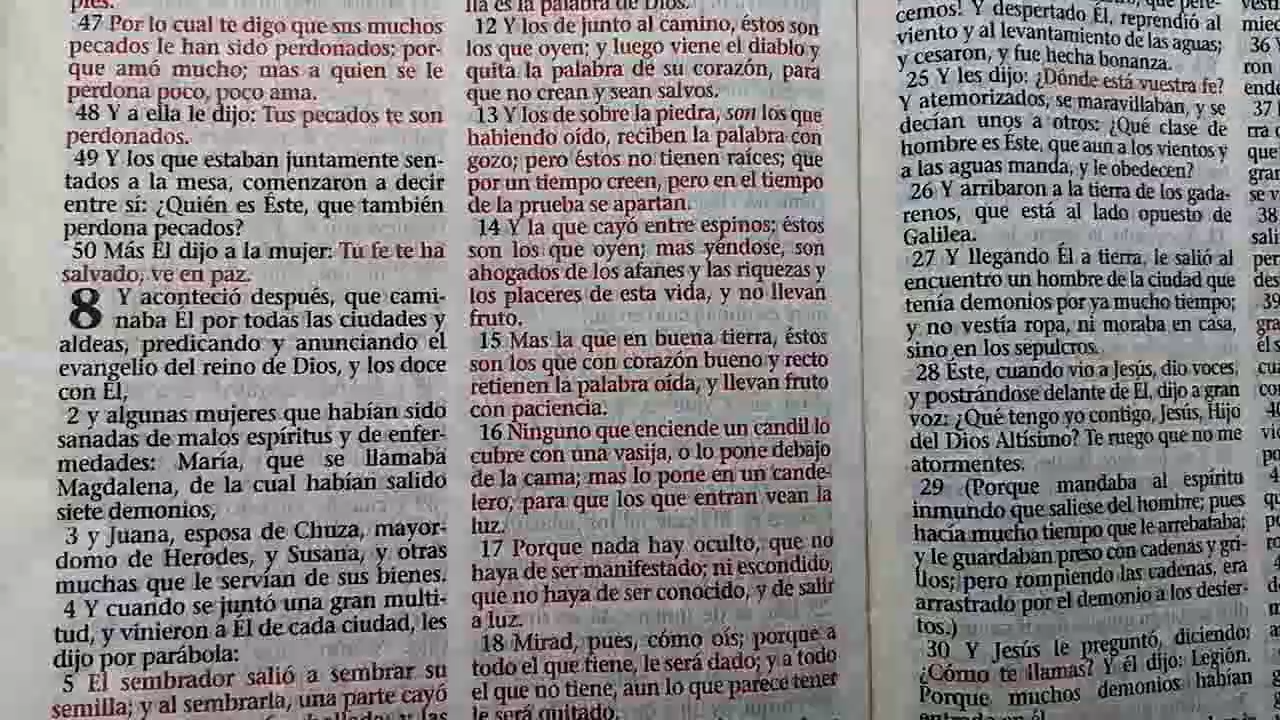 pies.
47 Por lo cual te digo que sus muchos
pecados le han sido perdonados; por-
que amó mucho; mas a quien se le
perdona poco, poco ama.
48 Y a ella le dijo: Tus pecados te son
perdonados.
49 Y los que estaban juntamente sen-
tados a la mesa, comenzaron a decir
entre sí: ¿Quién es Éste, que también
perdona pecados?
50 Más Él dijo a la mujer: Tu fe te ha
salvado, ve en paz.
8 Y aconteció después, que cami-
naba Él por todas las ciudades y
aldeas, predicando y anunciando el
evangelio del reino de Dios, y los doce
con Él,
2 y algunas mujeres que habían sido
sanadas de malos espíritus y de enfer-
medades: María, que se llamaba
Magdalena, de la cual habían salido
siete demonios,
3 y Juana, esposa de Chuza, mayor-
domo de Herodes, y Susana, y otras
muchas que le servían de sus bienes.
4 Y cuando se juntó una gran multi-
tud, y vinieron a Él de cada ciudad, les
dijo por parábola:
5 El sembrador salió a sembrar su
semilla; y al sembrarla, una parte cayó
y las
lla es la palabra de Dios.
12 Y los de junto al camino, éstos son
los que oyen; y luego viene el diablo y
quita la palabra de su corazón, para
que no crean y sean salvos.
13 Y los de sobre la piedra, son los que
habiendo oído, reciben la palabra con
gozo; pero éstos no tienen raíces; que
por un tiempo creen, pero en el tiempo
de la prueba se apartan.
14 Y la que cayó entre espinos; éstos
son los que oyen; mas yéndose, son
ahogados de los afanes y las riquezas y
los placeres de esta vida, y no llevan
fruto.
15 Mas la que en buena tierra, éstos
son los que con corazón bueno y recto
retienen la palabra oída, y llevan fruto
con paciencia.
16 Ninguno que enciende un candil lo
cubre con una vasija, o lo pone debajo
de la cama; mas lo pone en un cande-
lero, para que los que entran vean la
luz.
17 Porque nada hay oculto, que no
haya de ser manifestado; ni escondido,
que no haya de ser conocido, y de salir
a luz.
18 Mirad, pues, cómo oís; porque a
todo el que tiene, le será dado; y a todo
el que no tiene, aun lo que parece tener
le será quitado.
que pere-
cemos! Y despertado Él, reprendió al
viento y al levantamiento de las aguas;
y cesaron, y fue hecha bonanza.
25 Y les dijo: ¿Dónde está vuestra fe?
Y atemorizados, se maravillaban, y se
decían unos a otros: ¿Qué clase de
hombre es Éste, que aun a los vientos y
a las aguas manda, y le obedecen?
26 Y arribaron a la tierra de los gada-
renos, que está al lado opuesto de
Galilea.
27 Y llegando Él a tierra, le salió al
encuentro un hombre de la ciudad que
tenía demonios por ya mucho tiempo;
y no vestía ropa, ni moraba en casa,
sino en los sepulcros.
28 Éste, cuando vio a Jesús, dio voces,
y postrándose delante de Él, dijo a gran
voz: ¿Qué tengo yo contigo, Jesús, Hijo
del Dios Altísimo? Te ruego que no me
atormentes.
29 (Porque mandaba al espíritu
inmundo que saliese del hombre; pues
hacía mucho tiempo que le arrebataba;
y le guardaban preso con cadenas y gri-
llos; pero rompiendo las cadenas, era
arrastrado por el demonio a los desier-
tos.)
30 Y Jesús le preguntó, diciendo:
¿Cómo te llamas? Y él dijo: Legión.
Porque muchos demonios habían
entrado en él.
36
ron
37
que
38
39